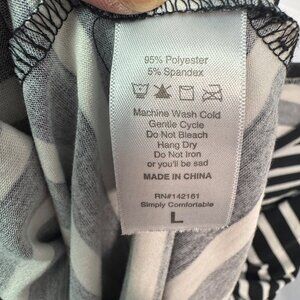 95% Polyester
5% Spandex
Machine Wash Cold
Gentle Cycle
Do Not Bleach
Hang Dry
Do Not Iron
or you'll be sad
MADE IN CHINA
RN#142161
Simply Comfortable
L